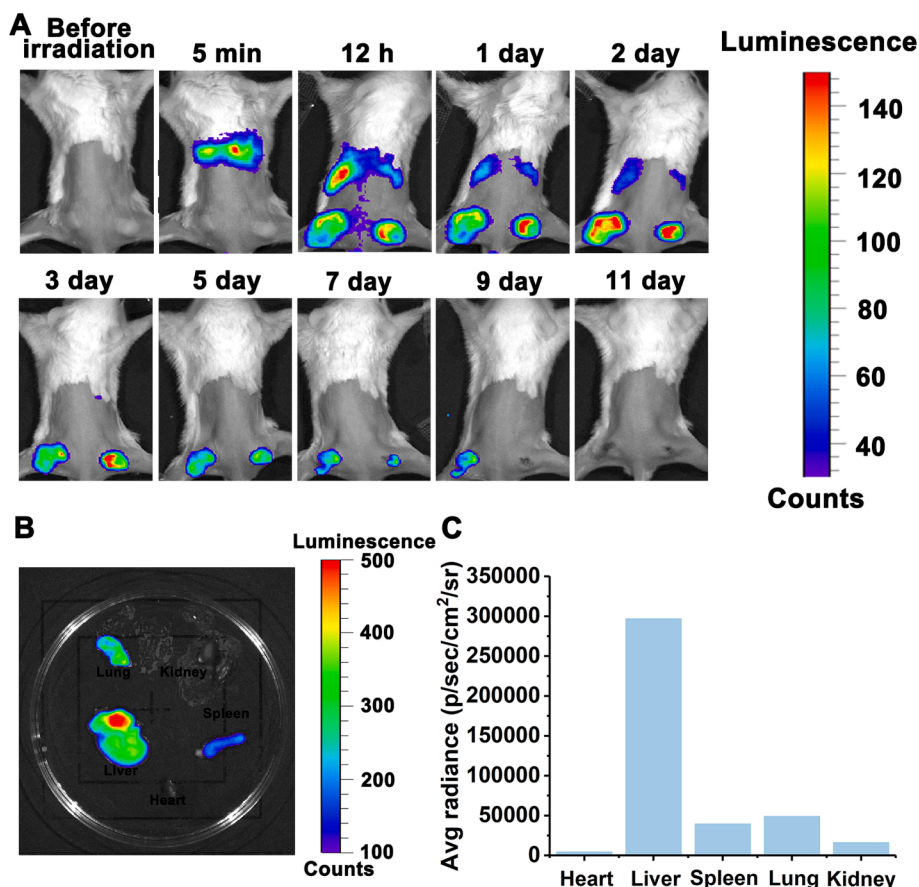 A
Before
irradiation
5 min
12 h
1 day
2 day
Luminescence
140
120
100
80
60
40
Counts
3 day
5 day
7 day
9 day
11 day
B
Luminescence
500
400
300
200
100
Counts
Lung
Kidney
Spleen
Liver
Heart
C
Avg radiance (p/sec/cm²/sr)
350000
300000
250000
200000
150000
100000
50000
0
Heart
Liver
Spleen
Lung
Kidney